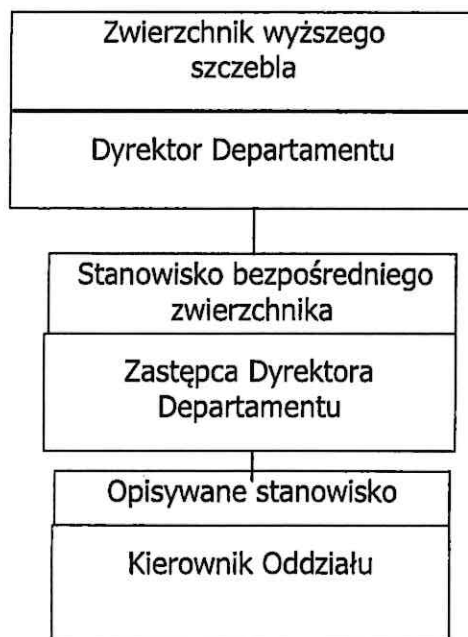 Zwierzchnik wyższego
szczebla
Dyrektor Departamentu
Stanowisko bezpośredniego
zwierzchnika
Zastępca Dyrektora
Departamentu
Opisywane stanowisko
Kierownik Oddziału